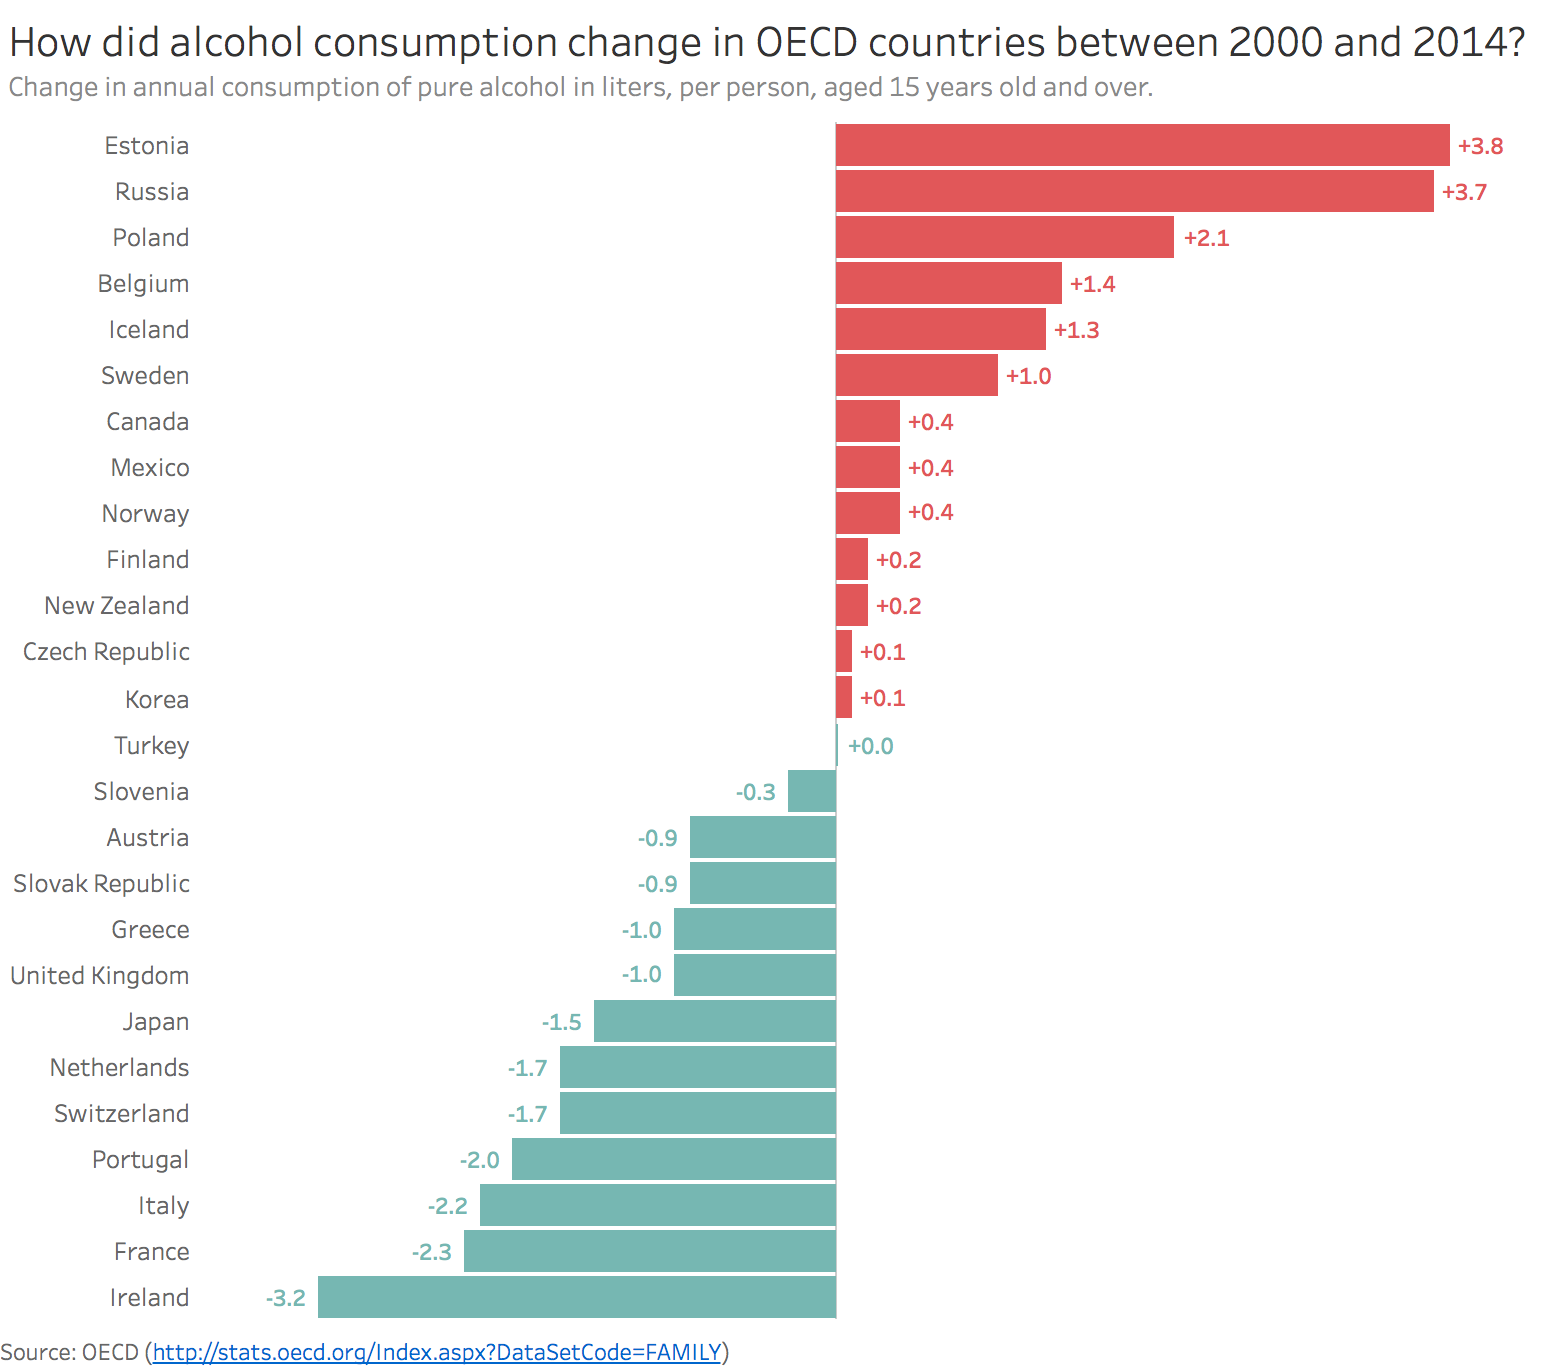 How did alcohol consumption change in OECD countries between 2000 and 2014?
Change in annual consumption of pure alcohol in liters, per person, aged 15 years old and over.
Estonia +3.8
Russia +3.7
Poland +2.1
Belgium +1.4
Iceland +1.3
Sweden +1.0
Canada +0.4
Mexico +0.4
Norway +0.4
Finland +0.2
New Zealand +0.2
Czech Republic +0.1
Korea +0.1
Turkey +0.0
Slovenia -0.3
Austria -0.9
Slovak Republic -0.9
Greece -1.0
United Kingdom -1.0
Japan -1.5
Netherlands -1.7
Switzerland -1.7
Portugal -2.0
Italy -2.2
France -2.3
Ireland -3.2
Source: OECD (http://stats.oecd.org/Index.aspx?DataSetCode=FAMILY)